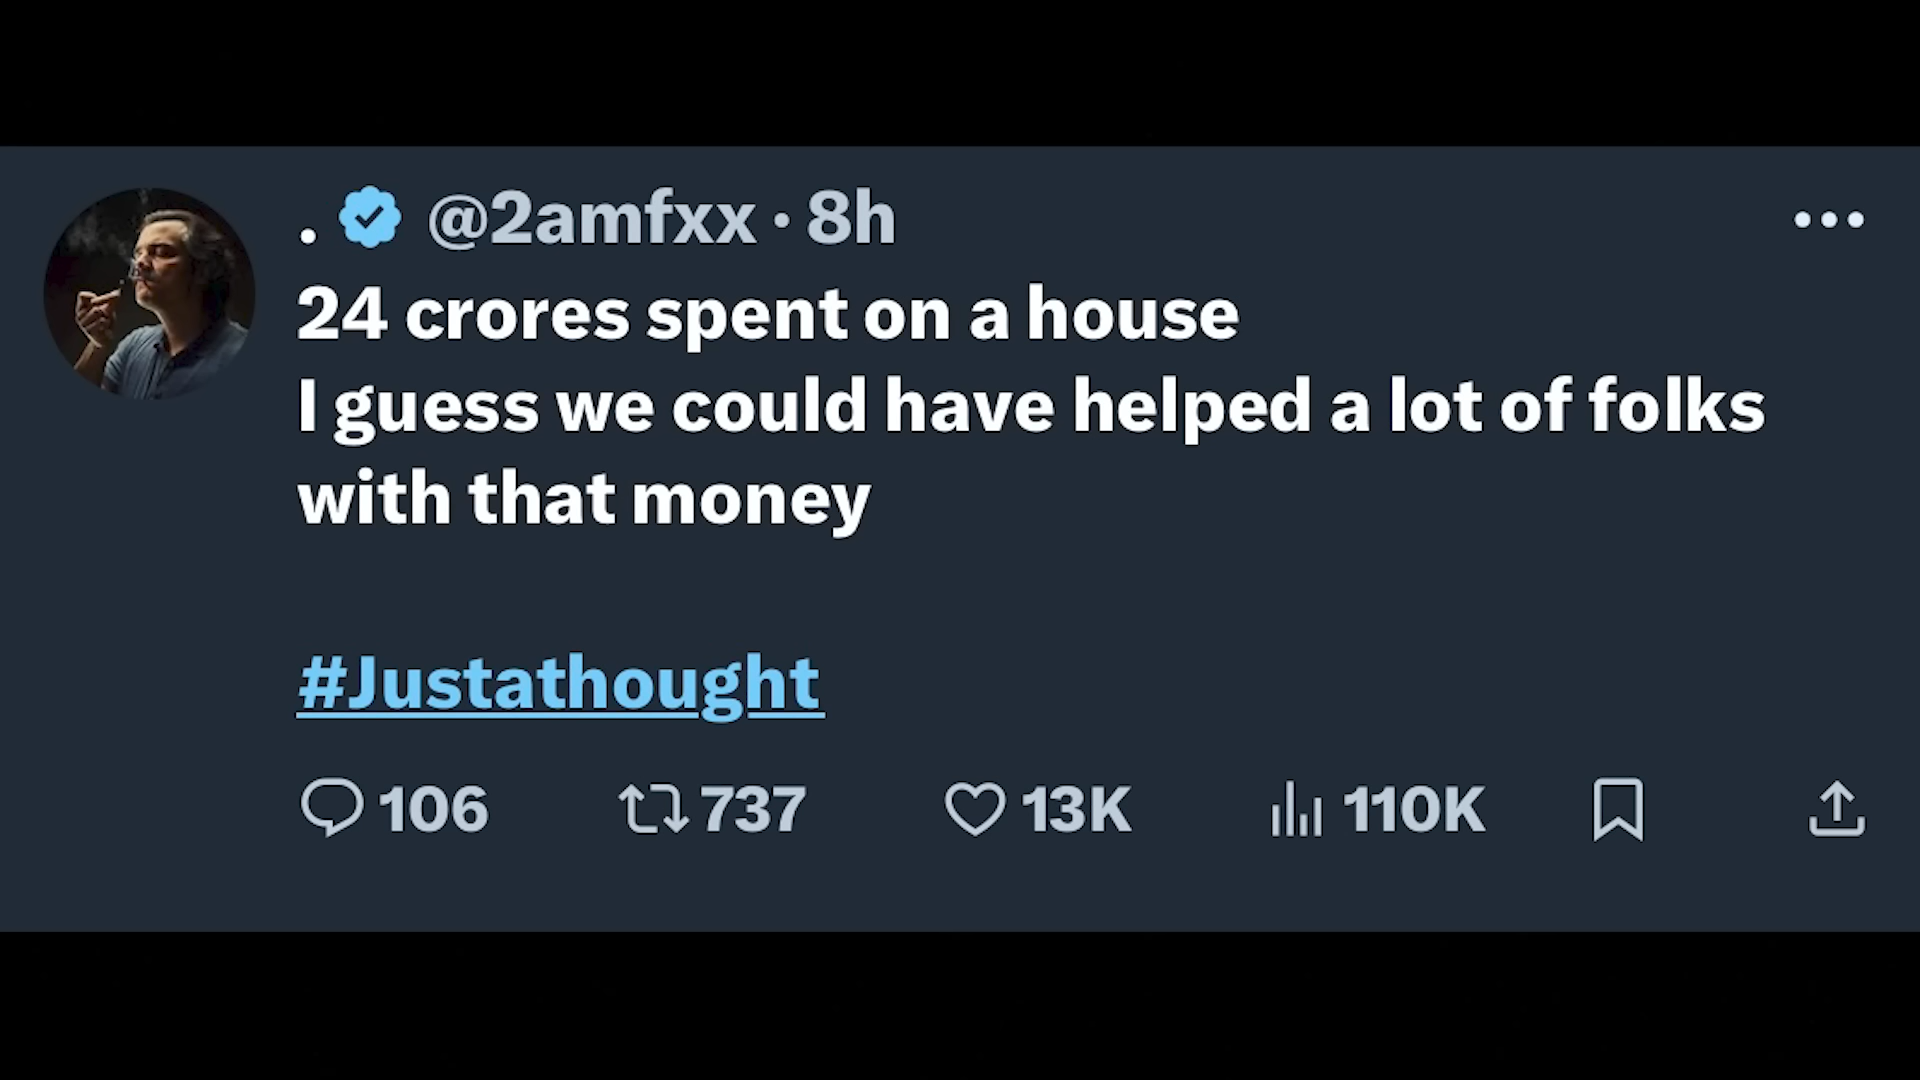 . @2amfxx · 8h
24 crores spent on a house
I guess we could have helped a lot of folks
with that money
#Justathought
106 737 13K 110K